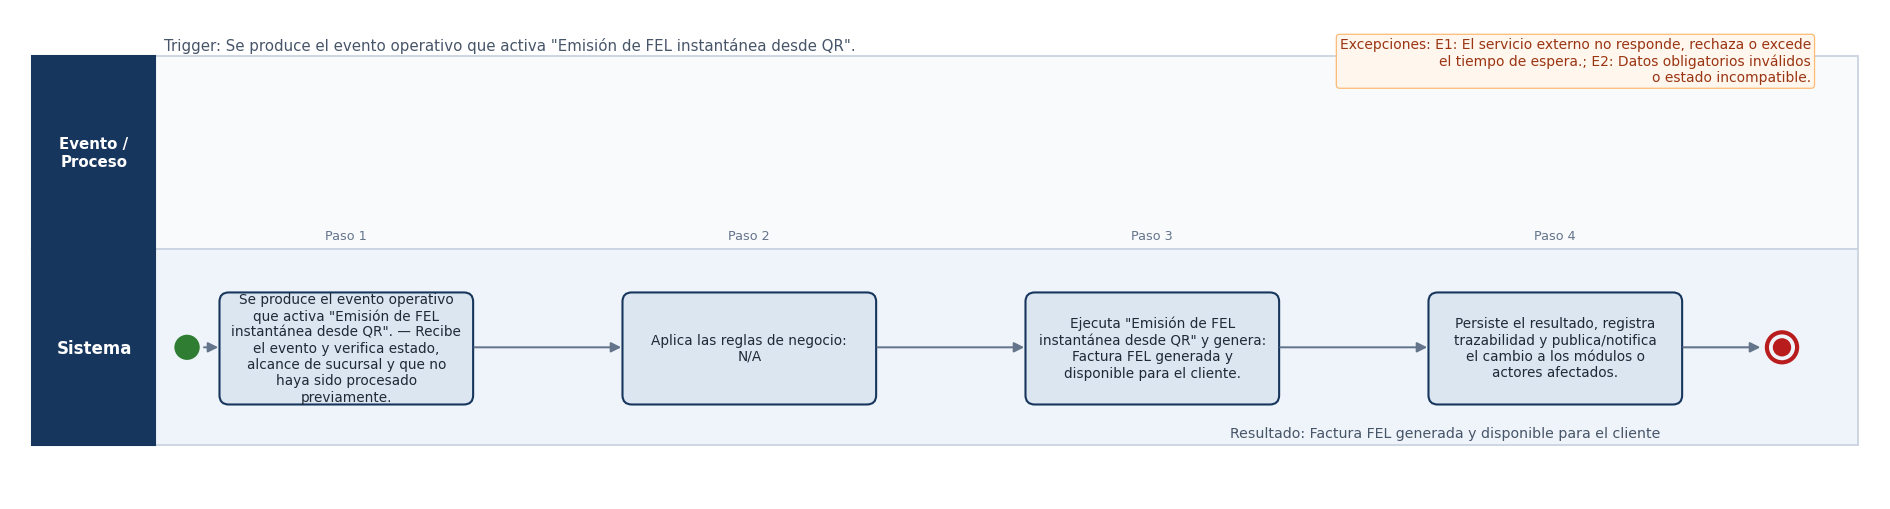 Trigger: Se produce el evento operativo que activa "Emisión de FEL instantánea desde QR".
Excepciones: E1: El servicio externo no responde, rechaza o excede
el tiempo de espera.; E2: Datos obligatorios inválidos
o estado incompatible.
Evento /
Proceso
Paso 1
Paso 2
Paso 3
Paso 4
Sistema
Se produce el evento operativo
que activa "Emisión de FEL
instantánea desde QR". — Recibe
el evento y verifica estado,
alcance de sucursal y que no
haya sido procesado
previamente.
Aplica las reglas de negocio:
N/A
Ejecuta "Emisión de FEL
instantánea desde QR" y genera:
Factura FEL generada y
disponible para el cliente.
Persiste el resultado, registra
trazabilidad y publica/notifica
el cambio a los módulos o
actores afectados.
Resultado: Factura FEL generada y disponible para el cliente